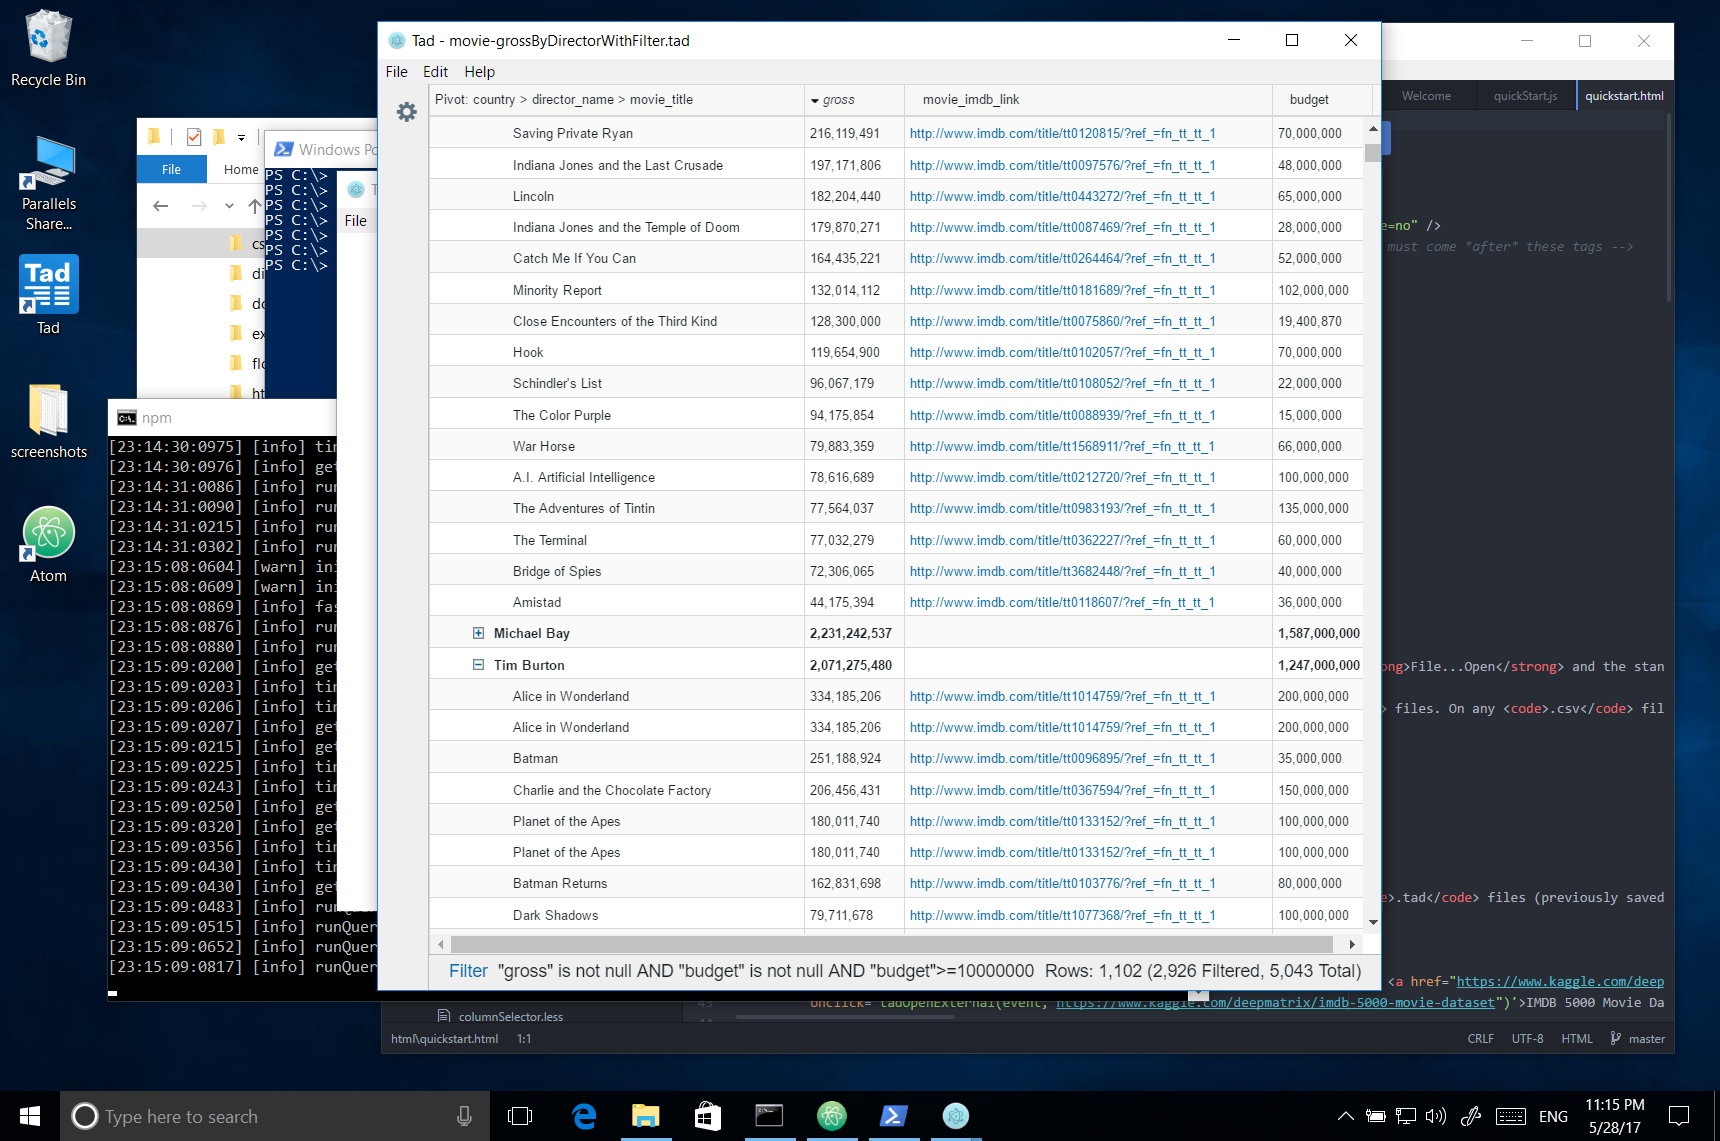 Recycle Bin
Parallels
Share...
Tad
Tad
screenshots
Atom
File
Home
Windows Po
PS C:\>
PS C:\>
PS C:\>
PS C:\>
PS C:\>
PS C:\>
PS C:\>
File
npm
[23:14:30:0975] [info]
[23:14:30:0976] [info]
[23:14:31:0086] [info]
[23:14:31:0090] [info]
[23:14:31:0215] [info]
[23:14:31:0302] [info]
[23:15:08:0604] [warn]
[23:15:08:0609] [warn]
[23:15:08:0869] [info]
[23:15:08:0876] [info]
[23:15:08:0880] [info]
[23:15:09:0200] [info]
[23:15:09:0203] [info]
[23:15:09:0206] [info]
[23:15:09:0207] [info]
[23:15:09:0215] [info]
[23:15:09:0225] [info]
[23:15:09:0243] [info]
[23:15:09:0250] [info]
[23:15:09:0320] [info]
[23:15:09:0356] [info]
[23:15:09:0430] [info]
[23:15:09:0430] [info]
[23:15:09:0483] [info]
[23:15:09:0515] [info] runQuer
[23:15:09:0652] [info] runQuer
[23:15:09:0817] [info] runQuer
Tad - movie-grossByDirectorWithFilter.tad
File Edit Help
Pivot: country > director_name > movie_title gross movie_imdb_link budget
Saving Private Ryan 216,119,491 http://www.imdb.com/title/tt0120815/?ref_=fn_tt_tt_1 70,000,000
Indiana Jones and the Last Crusade 197,171,806 http://www.imdb.com/title/tt0097576/?ref_=fn_tt_tt_1 48,000,000
Lincoln 182,204,440 http://www.imdb.com/title/tt0443272/?ref_=fn_tt_tt_1 65,000,000
Indiana Jones and the Temple of Doom 179,870,271 http://www.imdb.com/title/tt0087469/?ref_=fn_tt_tt_1 28,000,000
Catch Me If You Can 164,435,221 http://www.imdb.com/title/tt0264464/?ref_=fn_tt_tt_1 52,000,000
Minority Report 132,014,112 http://www.imdb.com/title/tt0181689/?ref_=fn_tt_tt_1 102,000,000
Close Encounters of the Third Kind 128,300,000 http://www.imdb.com/title/tt0075860/?ref_=fn_tt_tt_1 19,400,870
Hook 119,654,900 http://www.imdb.com/title/tt0102057/?ref_=fn_tt_tt_1 70,000,000
Schindler's List 96,067,179 http://www.imdb.com/title/tt0108052/?ref_=fn_tt_tt_1 22,000,000
The Color Purple 94,175,854 http://www.imdb.com/title/tt0088939/?ref_=fn_tt_tt_1 15,000,000
War Horse 79,883,359 http://www.imdb.com/title/tt1568911/?ref_=fn_tt_tt_1 66,000,000
A.I. Artificial Intelligence 78,616,689 http://www.imdb.com/title/tt0212720/?ref_=fn_tt_tt_1 100,000,000
The Adventures of Tintin 77,564,037 http://www.imdb.com/title/tt0983193/?ref_=fn_tt_tt_1 135,000,000
The Terminal 77,032,279 http://www.imdb.com/title/tt0362227/?ref_=fn_tt_tt_1 60,000,000
Bridge of Spies 72,306,065 http://www.imdb.com/title/tt3682448/?ref_=fn_tt_tt_1 40,000,000
Amistad 44,175,394 http://www.imdb.com/title/tt0118607/?ref_=fn_tt_tt_1 36,000,000
Michael Bay 2,231,242,537 1,587,000,000
Tim Burton 2,071,275,480 1,247,000,000
Alice in Wonderland 334,185,206 http://www.imdb.com/title/tt1014759/?ref_=fn_tt_tt_1 200,000,000
Alice in Wonderland 334,185,206 http://www.imdb.com/title/tt1014759/?ref_=fn_tt_tt_1 200,000,000
Batman 251,188,924 http://www.imdb.com/title/tt0096895/?ref_=fn_tt_tt_1 35,000,000
Charlie and the Chocolate Factory 206,456,431 http://www.imdb.com/title/tt0367594/?ref_=fn_tt_tt_1 150,000,000
Planet of the Apes 180,011,740 http://www.imdb.com/title/tt0133152/?ref_=fn_tt_tt_1 100,000,000
Planet of the Apes 180,011,740 http://www.imdb.com/title/tt0133152/?ref_=fn_tt_tt_1 100,000,000
Batman Returns 162,831,698 http://www.imdb.com/title/tt0103776/?ref_=fn_tt_tt_1 80,000,000
Dark Shadows 79,711,678 http://www.imdb.com/title/tt1077368/?ref_=fn_tt_tt_1 100,000,000
Filter "gross" is not null AND "budget" is not null AND "budget">=10000000 Rows: 1,102 (2,926 Filtered, 5,043 Total)
Welcome quickStart.js quickstart.html
e=no" />
must come *after* these tags -->
ong>File...Open</strong> and the stan
> files. On any <code>.csv</code> fil
e>.tad</code> files (previously saved
<a href="https://www.kaggle.com/deep
onclick='tadOpenExternal(event, https://www.kaggle.com/deepmatrix/imdb-5000-movie-dataset")'>IMDB 5000 Movie Da
columnSelector.less
html\quickstart.html 1:1 CRLF UTF-8 HTML master
Type here to search
ENG
11:15 PM
5/28/17